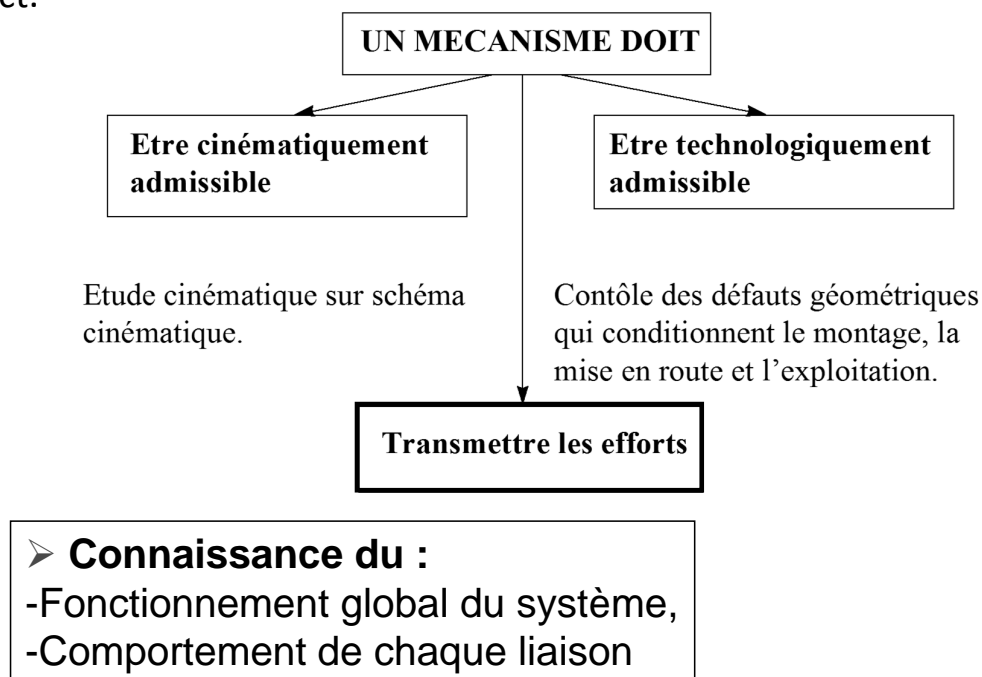 ct.
UN MECANISME DOIT
Etre cinématiquement
admissible
Etre technologiquement
admissible
Etude cinématique sur schéma
cinématique.
Contôle des défauts géométriques
qui conditionnent le montage, la
mise en route et l’exploitation.
Transmettre les efforts
➢ Connaissance du :
-Fonctionnement global du système,
-Comportement de chaque liaison